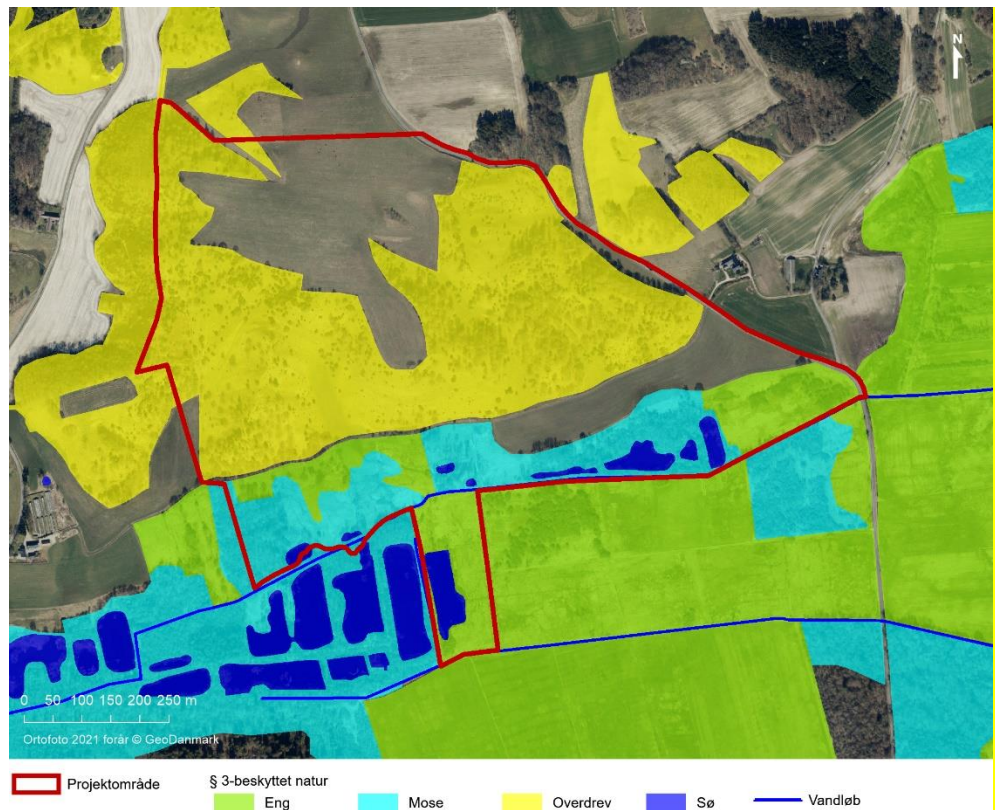 N
0 50 100 150 200 250 m
Ortofoto 2021 forår © GeoDanmark
Projektområde
§ 3-beskyttet natur
Eng Mose Overdrev Sø Vandløb